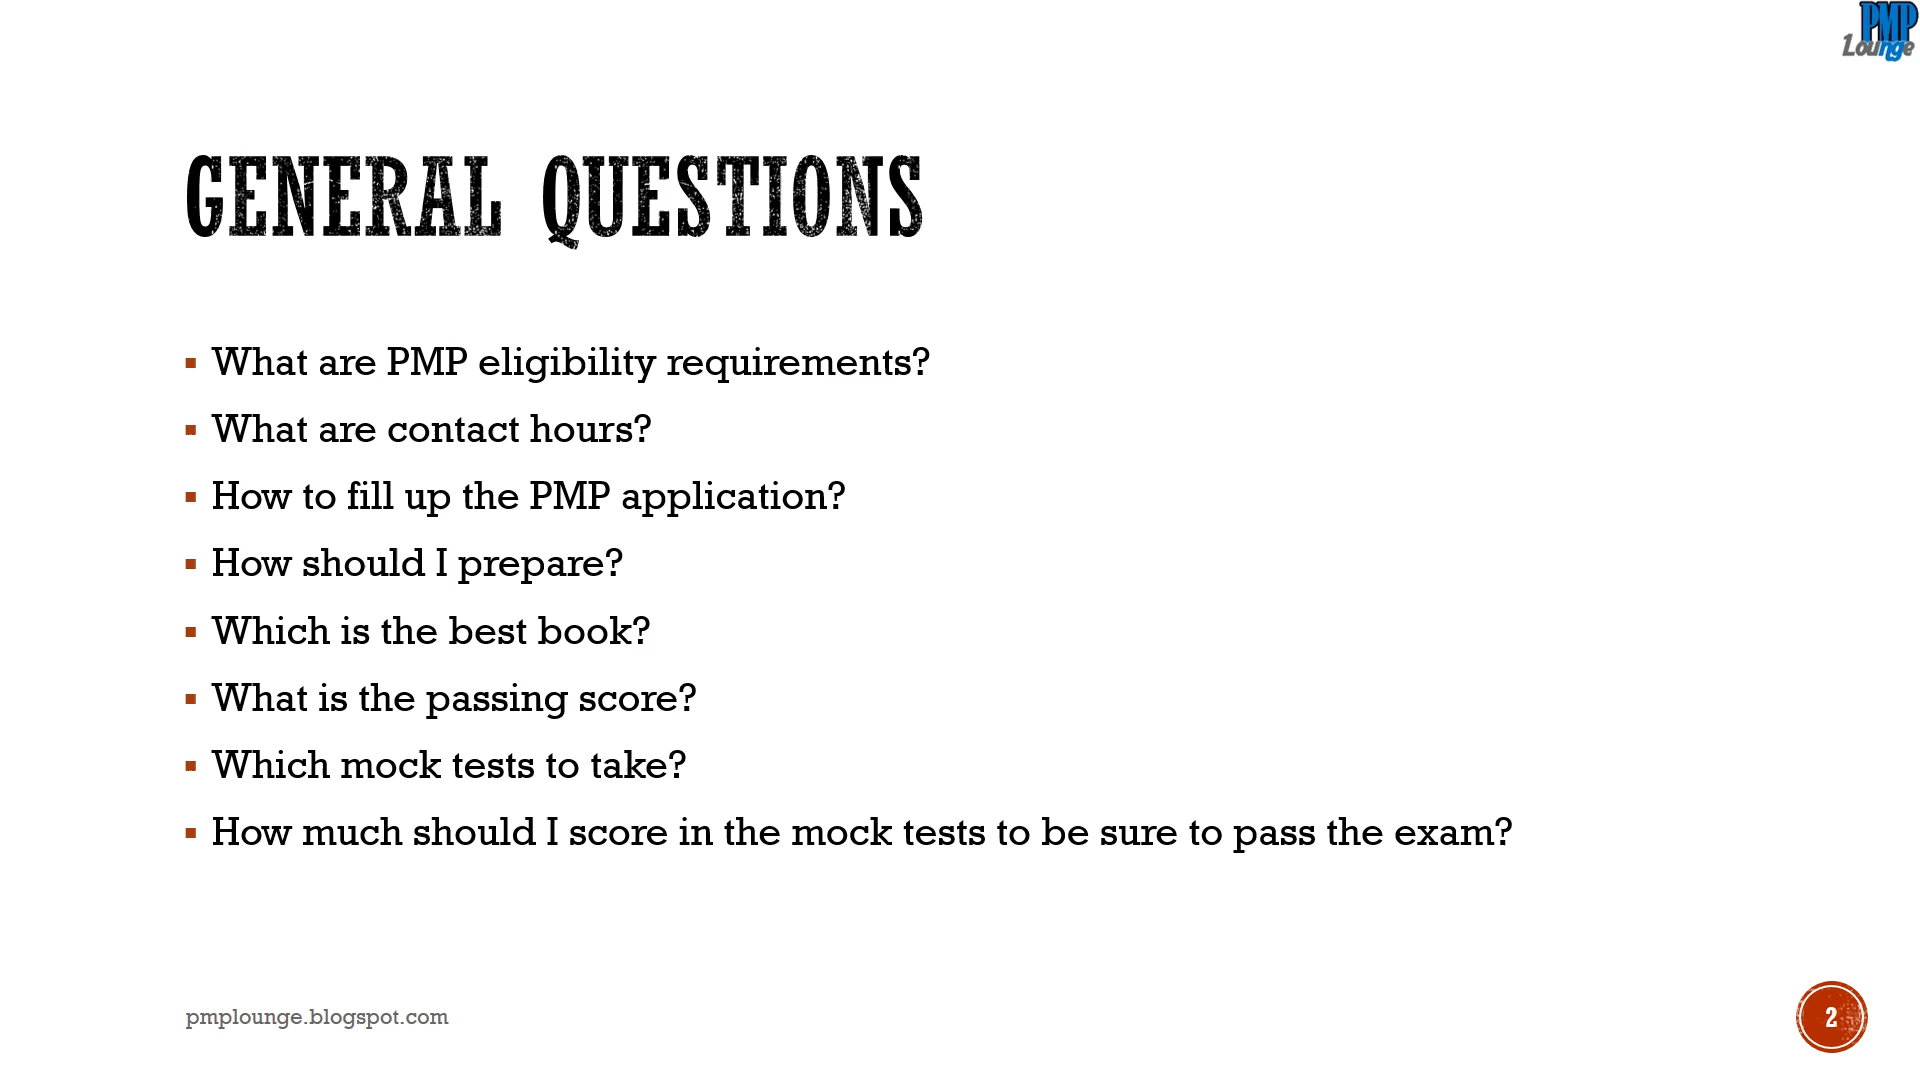 PMP
Lounge
GENERAL QUESTIONS
▪ What are PMP eligibility requirements?
▪ What are contact hours?
▪ How to fill up the PMP application?
▪ How should I prepare?
▪ Which is the best book?
▪ What is the passing score?
▪ Which mock tests to take?
▪ How much should I score in the mock tests to be sure to pass the exam?
pmplounge.blogspot.com
2